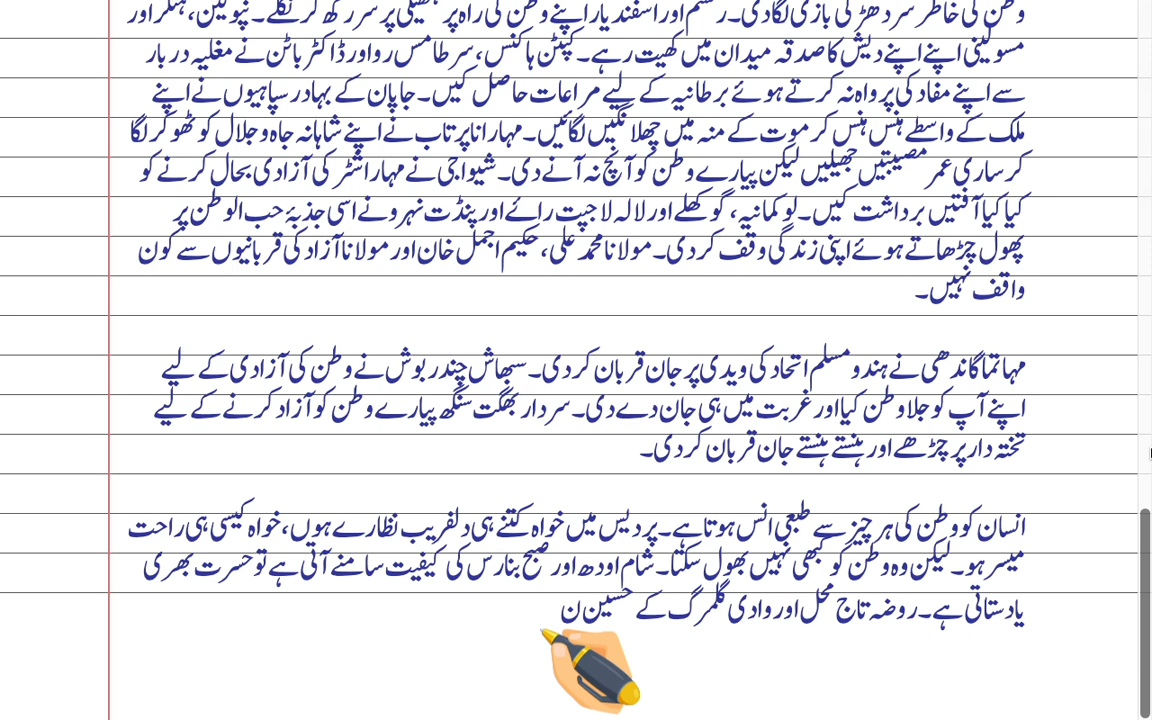 وطن کی خاطر سر دھڑ کی بازی لگا دی۔ رستم اور اسفندیار اپنے وطن کی راہ پر ہتھیلی پر سر رکھ کر نکلے۔ نپولین، ہٹلر اور
مسولینی اپنے اپنے دیش کا صدقہ میدان میں کھیت رہے۔ کپٹن ہاکنس، سر طامس رو اور ڈاکٹر باٹن نے مغلیہ دربار
سے اپنے مفاد کی پرواہ نہ کرتے ہوئے برطانیہ کے لیے مراعات حاصل کیں۔ جاپان کے بہادر سپاہیوں نے اپنے
ملک کے واسطے ہنس ہنس کر موت کے منہ میں چھلانگیں لگائیں۔ مہارانا پرتاب نے اپنے شاہانہ جاہ و جلال کو ٹھوکر لگا
کر ساری عمر مصیبتیں جھیلیں لیکن پیارے وطن کو آنچ نہ آنے دی۔ شیواجی نے مہاراشٹر کی آزادی بحال کرنے کو
کیا کیا آفتیں برداشت کیں۔ لوکمانیہ، گوکھلے اور لالہ لاجپت رائے اور پنڈت نہرو نے اسی جذبۂ حب الوطن پر
پھول چڑھاتے ہوئے اپنی زندگی وقف کر دی۔ مولانا محمد علی، حکیم اجمل خان اور مولانا آزاد کی قربانیوں سے کون
واقف نہیں۔
مہاتما گاندھی نے ہندو مسلم اتحاد کی ویدی پر جان قربان کر دی۔ سبھاش چندر بوش نے وطن کی آزادی کے لیے
اپنے آپ کو جلاوطن کیا اور غربت میں ہی جان دے دی۔ سردار بھگت سنگھ پیارے وطن کو آزاد کرنے کے لیے
تختہ دار پر چڑھے اور ہنستے ہنستے جان قربان کر دی۔
انسان کو وطن کی ہر چیز سے طبعی انس ہوتا ہے۔ پردیس میں خواہ کتنے ہی دلفریب نظارے ہوں، خواہ کیسی ہی راحت
میسر ہو۔ لیکن وہ وطن کو کبھی نہیں بھول سکتا۔ شام اودھ اور صبح بنارس کی کیفیت سامنے آتی ہے تو حسرت بھری
یاد ستاتی ہے۔ روضہ تاج محل اور وادی گلمرگ کے حسین ن